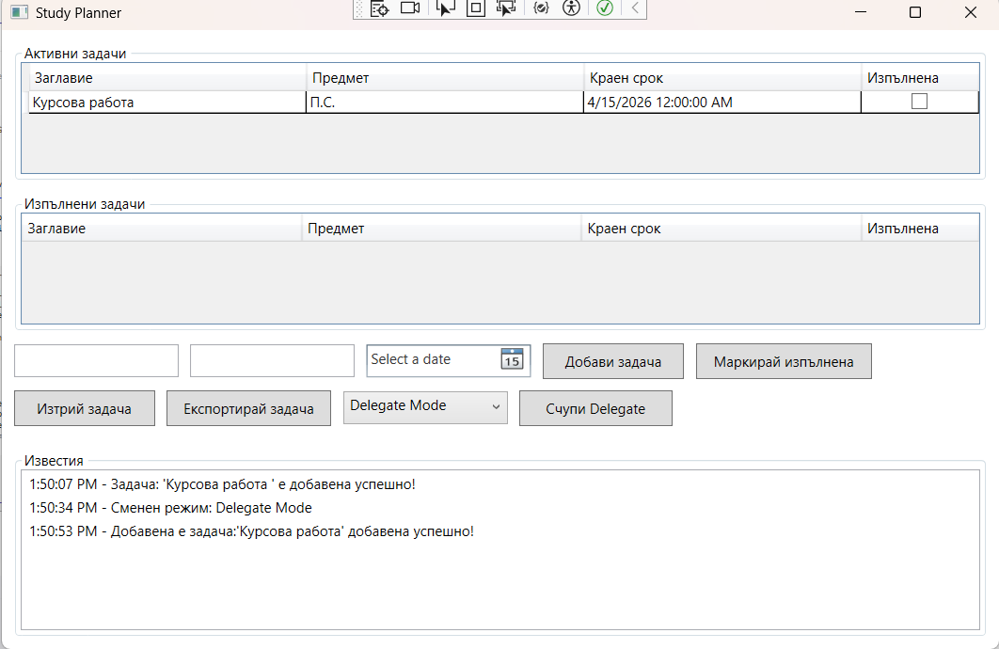 Study Planner
Активни задачи
Заглавие Предмет Краен срок Изпълнена
Курсова работа П.С. 4/15/2026 12:00:00 AM
Изпълнени задачи
Заглавие Предмет Краен срок Изпълнена
Select a date 15 Добави задача Маркирай изпълнена
Изтрий задача Експортирай задача Delegate Mode Счупи Delegate
Известия
1:50:07 PM - Задача: 'Курсова работа ' е добавена успешно!
1:50:34 PM - Сменен режим: Delegate Mode
1:50:53 PM - Добавена е задача:'Курсова работа' добавена успешно!